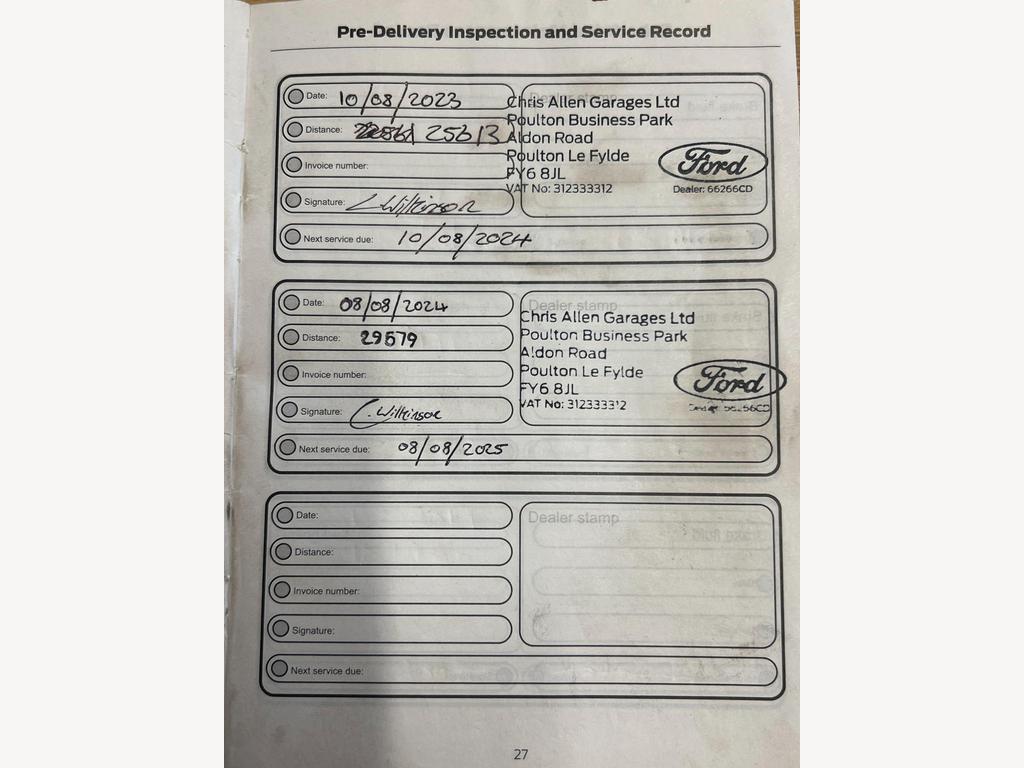 Pre-Delivery Inspection and Service Record
Date: 10/08/2023
Distance: 25613
Invoice number:
Signature: L Wilkinson
Next service due: 10/08/2024
Dealer stamp
Chris Allen Garages Ltd
Poulton Business Park
Aldon Road
Poulton Le Fylde
FY6 8JL
VAT No: 312333312
Ford
Dealer: 66266CD
Date: 08/08/2024
Distance: 29579
Invoice number:
Signature: C. Wilkinson
Next service due: 08/08/2025
Dealer stamp
Chris Allen Garages Ltd
Poulton Business Park
Aldon Road
Poulton Le Fylde
FY6 8JL
VAT No: 312333312
Ford
Date:
Distance:
Invoice number:
Signature:
Next service due:
Dealer stamp
27